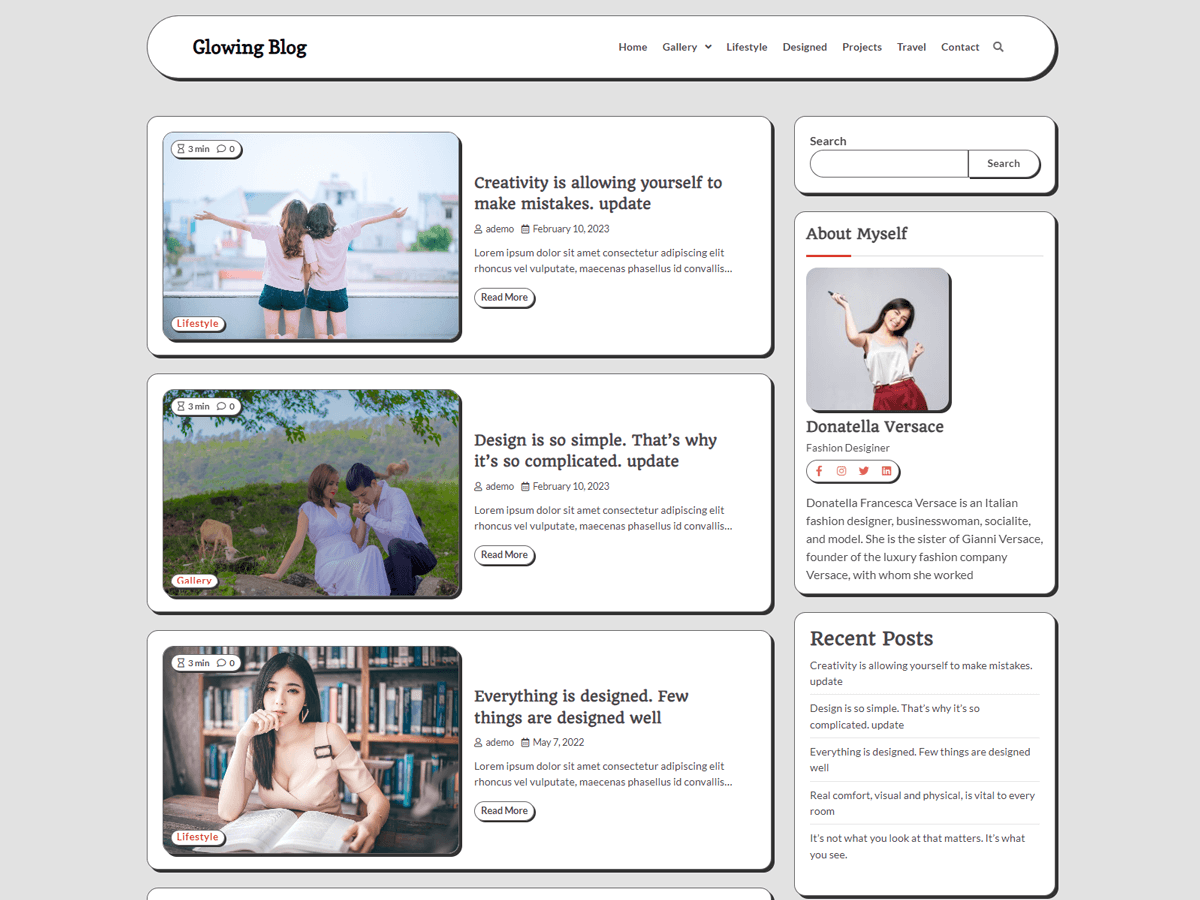 Glowing Blog
Home Gallery Lifestyle Designed Projects Travel Contact
3 min 0
Lifestyle
Creativity is allowing yourself to
make mistakes. update
ademo February 10, 2023
Lorem ipsum dolor sit amet consectetur adipiscing elit
rhoncus vel vulputate, maecenas phasellus id convallis...
Read More
3 min 0
Gallery
Design is so simple. That's why
it's so complicated. update
ademo February 10, 2023
Lorem ipsum dolor sit amet consectetur adipiscing elit
rhoncus vel vulputate, maecenas phasellus id convallis...
Read More
3 min 0
Lifestyle
Everything is designed. Few
things are designed well
ademo May 7, 2022
Lorem ipsum dolor sit amet consectetur adipiscing elit
rhoncus vel vulputate, maecenas phasellus id convallis...
Read More
Search
Search
About Myself
Donatella Versace
Fashion Desiginer
Donatella Francesca Versace is an Italian
fashion designer, businesswoman, socialite,
and model. She is the sister of Gianni Versace,
founder of the luxury fashion company
Versace, with whom she worked
Recent Posts
Creativity is allowing yourself to make mistakes.
update
Design is so simple. That's why it's so
complicated. update
Everything is designed. Few things are designed
well
Real comfort, visual and physical, is vital to every
room
It's not what you look at that matters. It's what
you see.